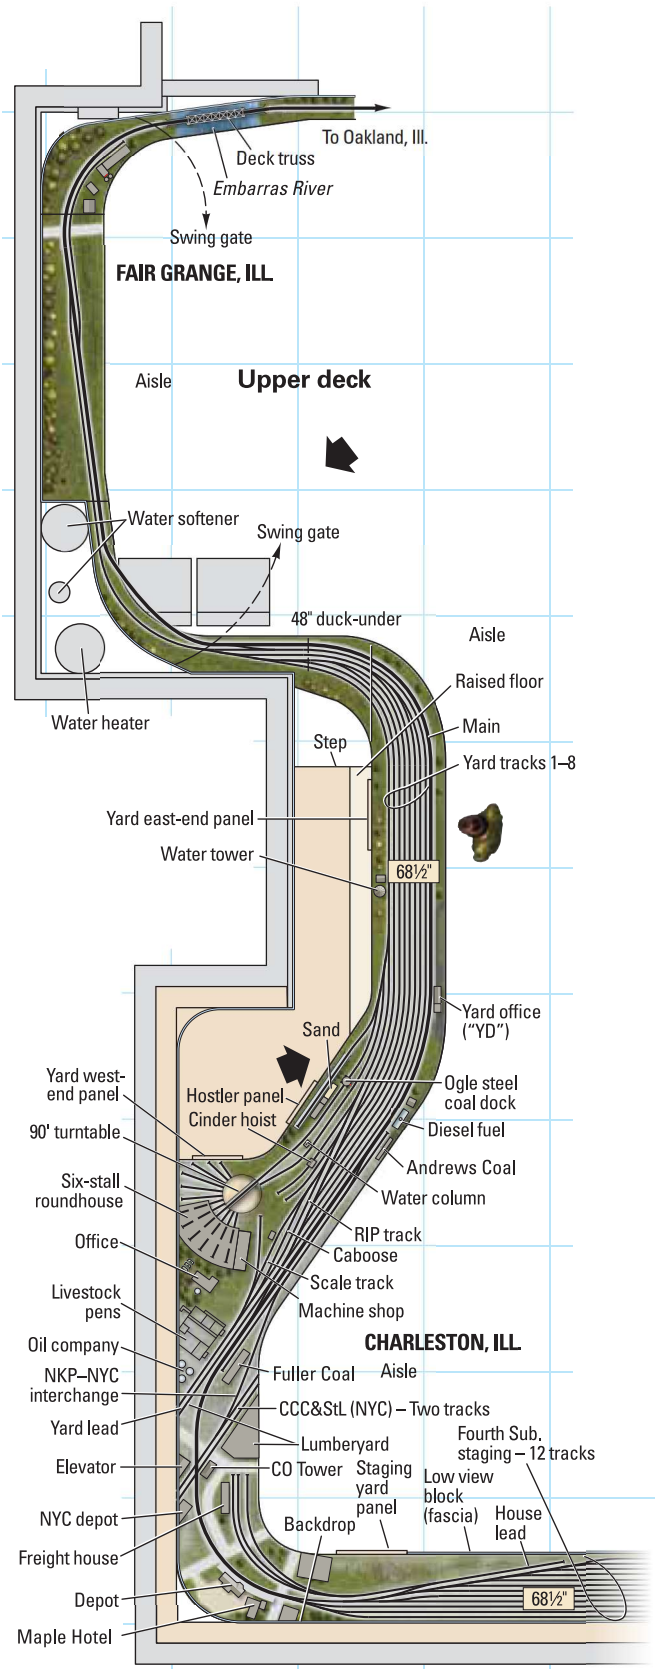 To Oakland, Ill.
Deck truss
Embarras River
Swing gate
FAIR GRANGE, ILL.
Aisle
Upper deck
Water softener
Swing gate
48" duck-under
Aisle
Raised floor
Water heater
Main
Step
Yard tracks 1–8
Yard east-end panel
Water tower
68½"
Yard office
("YD")
Sand
Yard west-
end panel
Hostler panel
Ogle steel
coal dock
Cinder hoist
90' turntable
Diesel fuel
Andrews Coal
Six-stall
roundhouse
Water column
RIP track
Office
Caboose
Scale track
Livestock
pens
Machine shop
Oil company
CHARLESTON, ILL.
NKP–NYC
interchange
Fuller Coal
Aisle
Yard lead
CCC&StL (NYC) – Two tracks
Lumberyard
Fourth Sub.
staging – 12 tracks
Elevator
CO Tower
Staging
yard
panel
Low view
block
(fascia)
NYC depot
Backdrop
House
lead
Freight house
Depot
68½"
Maple Hotel